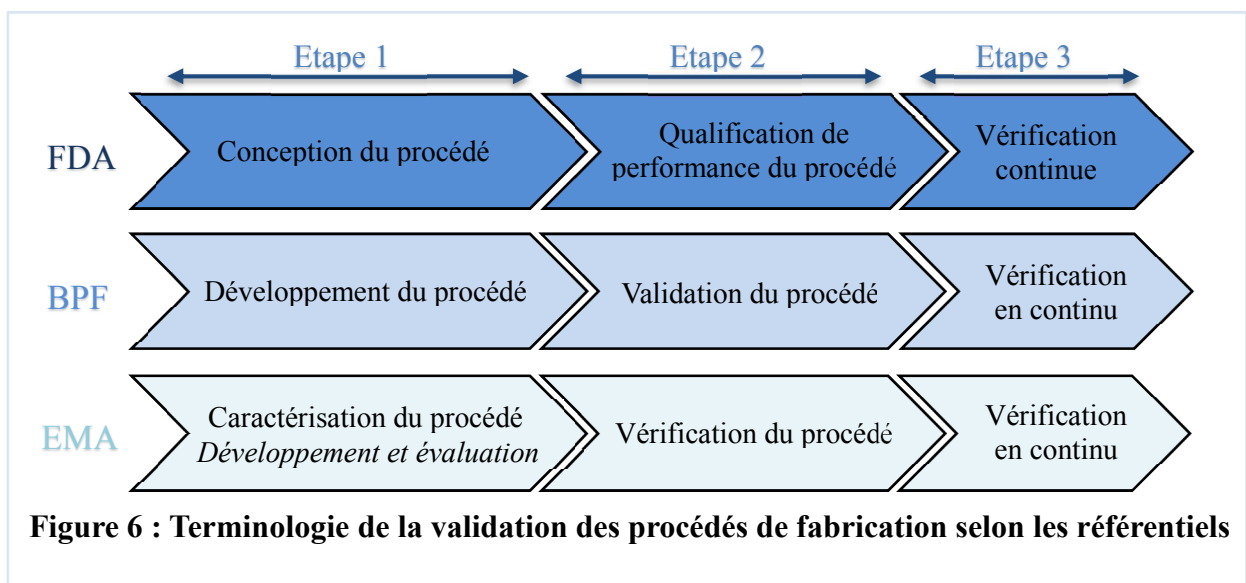 Etape 1
Etape 2
Etape 3
FDA
Conception du procédé
Qualification de
performance du procédé
Vérification
continue
BPF
Développement du procédé
Validation du procédé
Vérification
en continu
EMA
Caractérisation du procédé
Développement et évaluation
Vérification du procédé
Vérification
en continu
Figure 6 : Terminologie de la validation des procédés de fabrication selon les référentiels